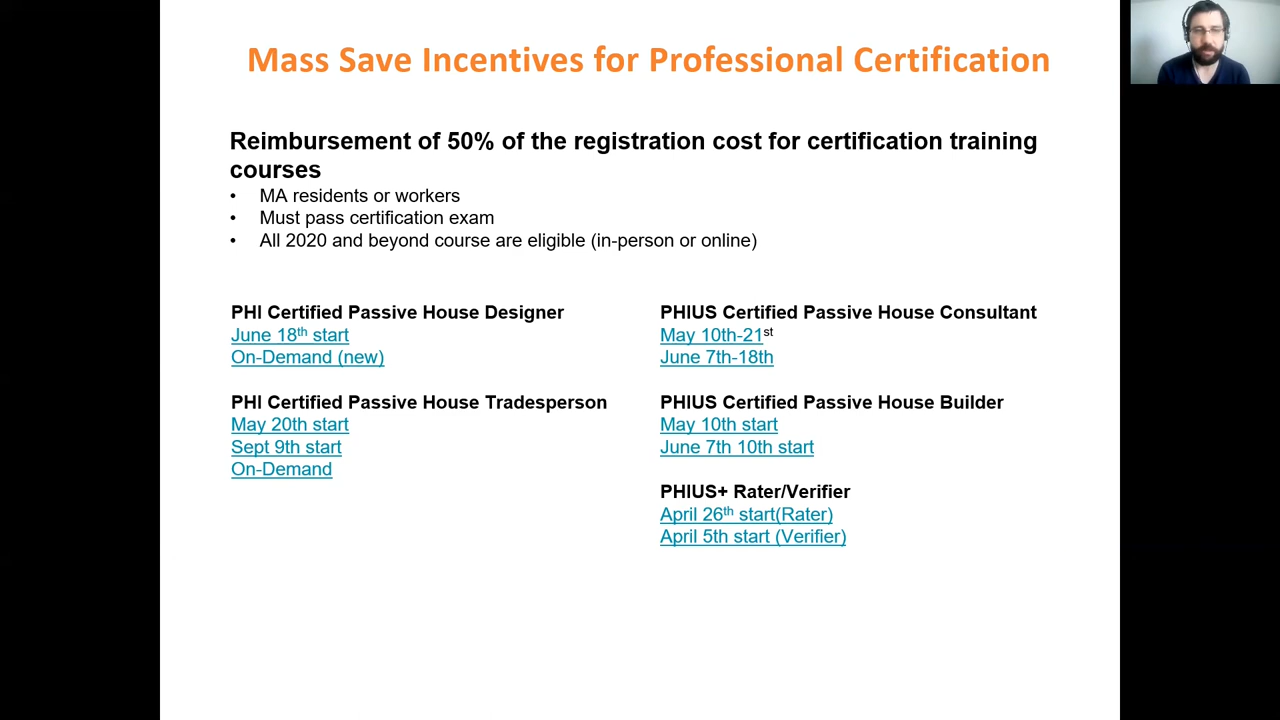 Mass Save Incentives for Professional Certification
Reimbursement of 50% of the registration cost for certification training
courses
• MA residents or workers
• Must pass certification exam
• All 2020 and beyond course are eligible (in-person or online)
PHI Certified Passive House Designer
June 18th start
On-Demand (new)
PHI Certified Passive House Tradesperson
May 20th start
Sept 9th start
On-Demand
PHIUS Certified Passive House Consultant
May 10th-21st
June 7th-18th
PHIUS Certified Passive House Builder
May 10th start
June 7th 10th start
PHIUS+ Rater/Verifier
April 26th start(Rater)
April 5th start (Verifier)